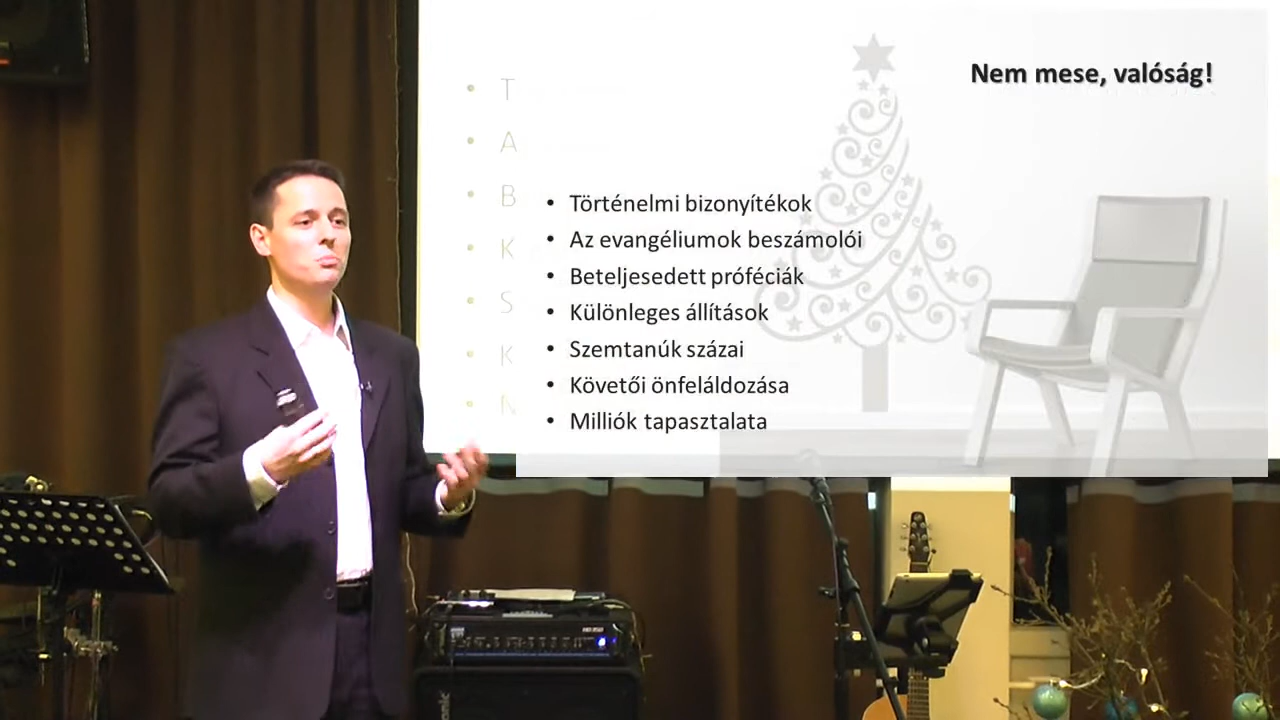 Nem mese, valóság!
• T
• A
• B
• K
• S
• K
• N
• Történelmi bizonyítékok
• Az evangéliumok beszámolói
• Beteljesedett próféciák
• Különleges állítások
• Szemtanúk százai
• Követői önfeláldozása
• Milliók tapasztalata